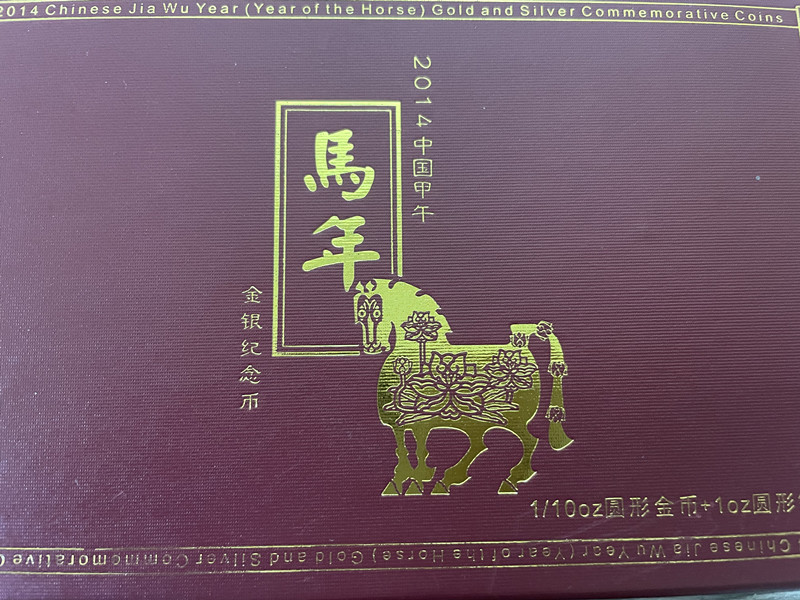 2014 Chinese Jia Wu Year (Year of the Horse) Gold and Silver Commemorative Coins
2014中国甲午
馬年
金银纪念币
1/10oz圆形金币+1oz圆形
Chinese Jia Wu Year (Year of the Horse) Gold and Silver Commemorative